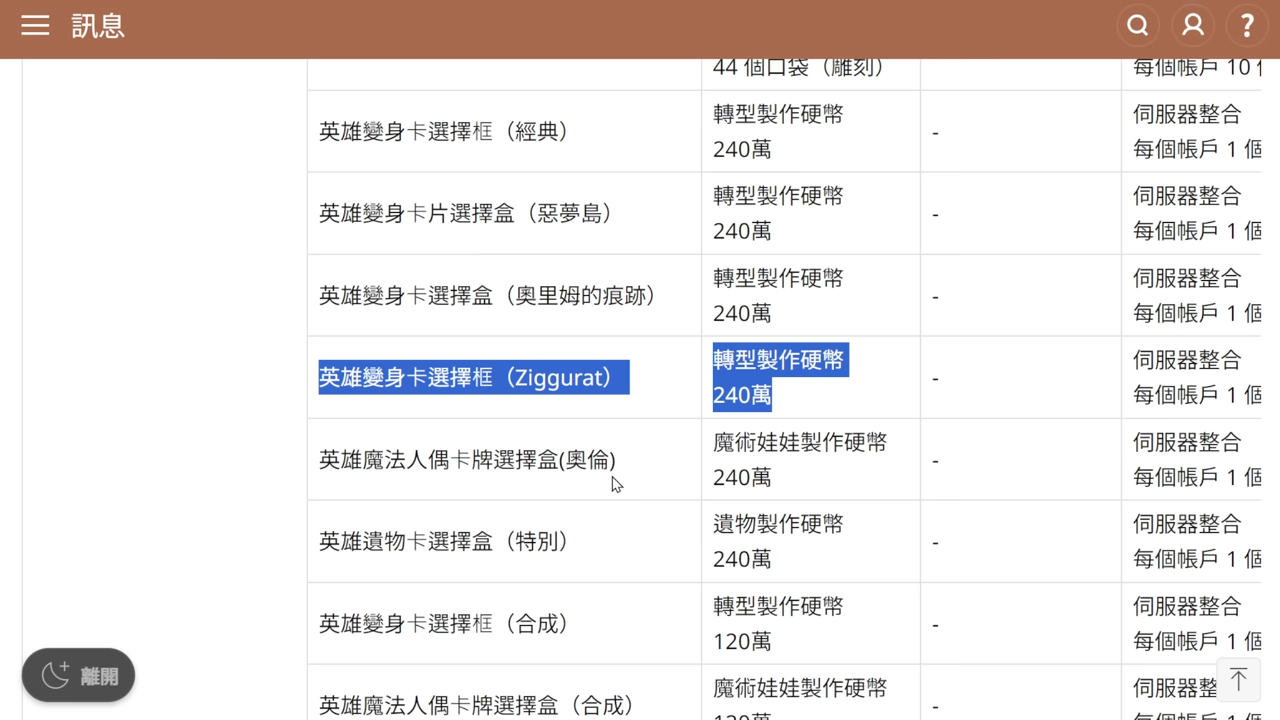 訊息
44 個口袋（雕刻）
每個帳戶 10
英雄變身卡選擇框（經典）
轉型製作硬幣
240萬
-
伺服器整合
每個帳戶 1 個
英雄變身卡片選擇盒（惡夢島）
轉型製作硬幣
240萬
-
伺服器整合
每個帳戶 1 個
英雄變身卡選擇盒（奧里姆的痕跡）
轉型製作硬幣
240萬
-
伺服器整合
每個帳戶 1 個
英雄變身卡選擇框（Ziggurat）
轉型製作硬幣
240萬
-
伺服器整合
每個帳戶 1 個
英雄魔法人偶卡牌選擇盒(奧倫)
魔術娃娃製作硬幣
240萬
-
伺服器整合
每個帳戶 1 個
英雄遺物卡選擇盒（特別）
遺物製作硬幣
240萬
-
伺服器整合
每個帳戶 1 個
英雄變身卡選擇框（合成）
轉型製作硬幣
120萬
-
伺服器整合
每個帳戶 1 個
英雄魔法人偶卡牌選擇盒（合成）
魔術娃娃製作硬幣
120萬
-
伺服器整
離開